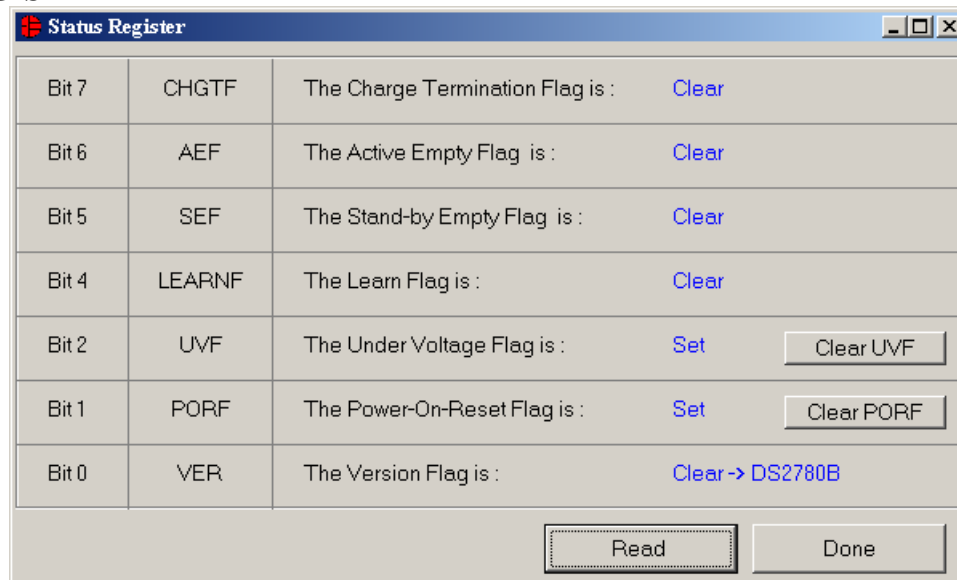 Status Register
Bit 7 CHGTF The Charge Termination Flag is : Clear
Bit 6 AEF The Active Empty Flag is : Clear
Bit 5 SEF The Stand-by Empty Flag is : Clear
Bit 4 LEARNF The Learn Flag is : Clear
Bit 2 UVF The Under Voltage Flag is : Set Clear UVF
Bit 1 PORF The Power-On-Reset Flag is : Set Clear PORF
Bit 0 VER The Version Flag is : Clear -> DS2780B
Read Done